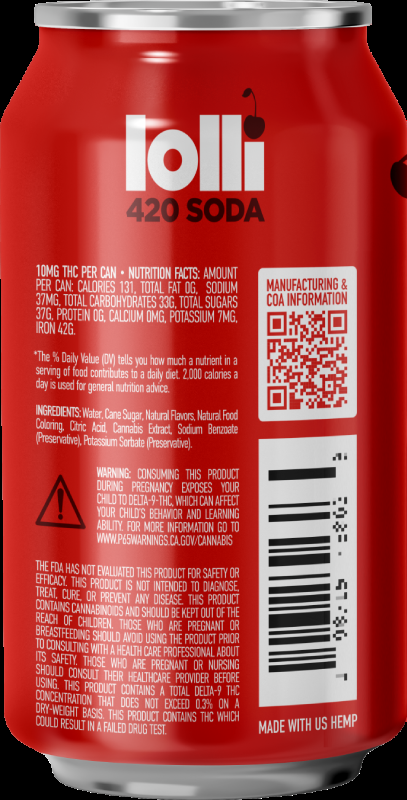 lolli
420 SODA
10MG THC PER CAN • NUTRITION FACTS: AMOUNT
PER CAN: CALORIES 131, TOTAL FAT 0G, SODIUM
37MG, TOTAL CARBOHYDRATES 33G, TOTAL SUGARS
37G, PROTEIN 0G, CALCIUM 0MG, POTASSIUM 7MG,
IRON 42G.
*The % Daily Value (DV) tells you how much a nutrient in a
serving of food contributes to a daily diet. 2,000 calories a
day is used for general nutrition advice.
INGREDIENTS: Water, Cane Sugar, Natural Flavors, Natural Food
Coloring, Citric Acid, Cannabis Extract, Sodium Benzoate
(Preservative), Potassium Sorbate (Preservative).
WARNING: CONSUMING THIS PRODUCT
DURING PREGNANCY EXPOSES YOUR
CHILD TO DELTA-9-THC, WHICH CAN AFFECT
YOUR CHILD'S BEHAVIOR AND LEARNING
ABILITY. FOR MORE INFORMATION GO TO
WWW.P65WARNINGS.CA.GOV/CANNABIS
THE FDA HAS NOT EVALUATED THIS PRODUCT FOR SAFETY OR
EFFICACY. THIS PRODUCT IS NOT INTENDED TO DIAGNOSE,
TREAT, CURE, OR PREVENT ANY DISEASE. THIS PRODUCT
CONTAINS CANNABINOIDS AND SHOULD BE KEPT OUT OF THE
REACH OF CHILDREN. THOSE WHO ARE PREGNANT OR
BREASTFEEDING SHOULD AVOID USING THE PRODUCT PRIOR
TO CONSULTING WITH A HEALTH CARE PROFESSIONAL ABOUT
ITS SAFETY. THOSE WHO ARE PREGNANT OR NURSING
SHOULD CONSULT THEIR HEALTHCARE PROVIDER BEFORE
USING. THIS PRODUCT CONTAINS A TOTAL DELTA-9 THC
CONCENTRATION THAT DOES NOT EXCEED 0.3% ON A
DRY-WEIGHT BASIS. THIS PRODUCT CONTAINS THC WHICH
COULD RESULT IN A FAILED DRUG TEST.
MANUFACTURING &
COA INFORMATION
MADE WITH US HEMP